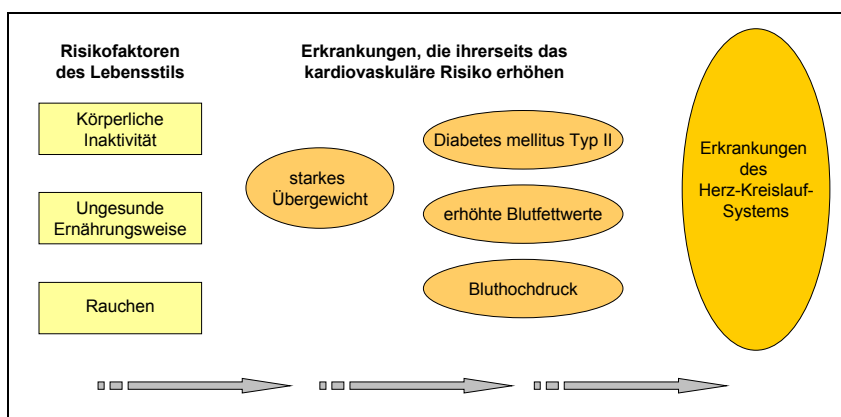 Risikofaktoren
des Lebensstils
Erkrankungen, die ihrerseits das
kardiovaskuläre Risiko erhöhen
Körperliche
Inaktivität
Ungesunde
Ernährungsweise
Rauchen
starkes
Übergewicht
Diabetes mellitus Typ II
erhöhte Blutfettwerte
Bluthochdruck
Erkrankungen
des
Herz-Kreislauf-
Systems